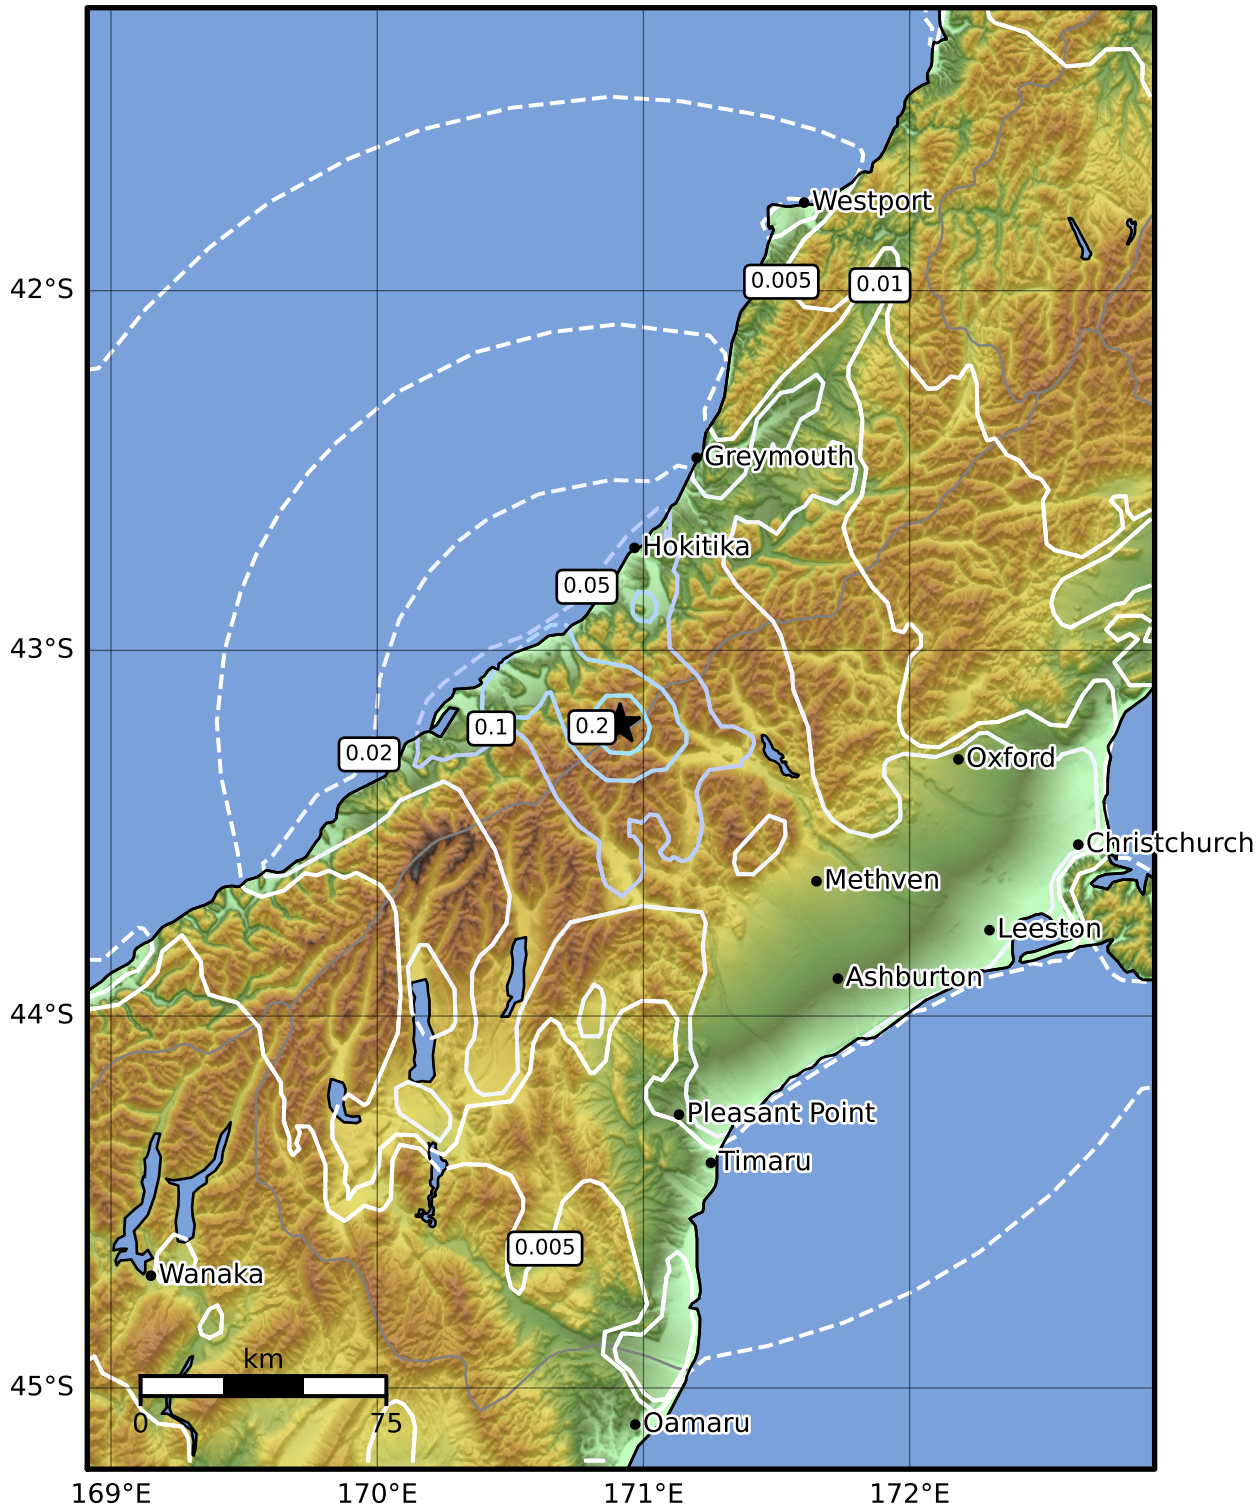 Westport
42°S
0.005
0.01
Greymouth
Hokitika
0.05
43°S
0.1
0.2
0.02
Oxford
Christchurch
Methven
Leeston
Ashburton
44°S
Pleasant Point
Timaru
0.005
Wanaka
km
45°S
0
75
Oamaru
169°E
170°E
171°E
172°E